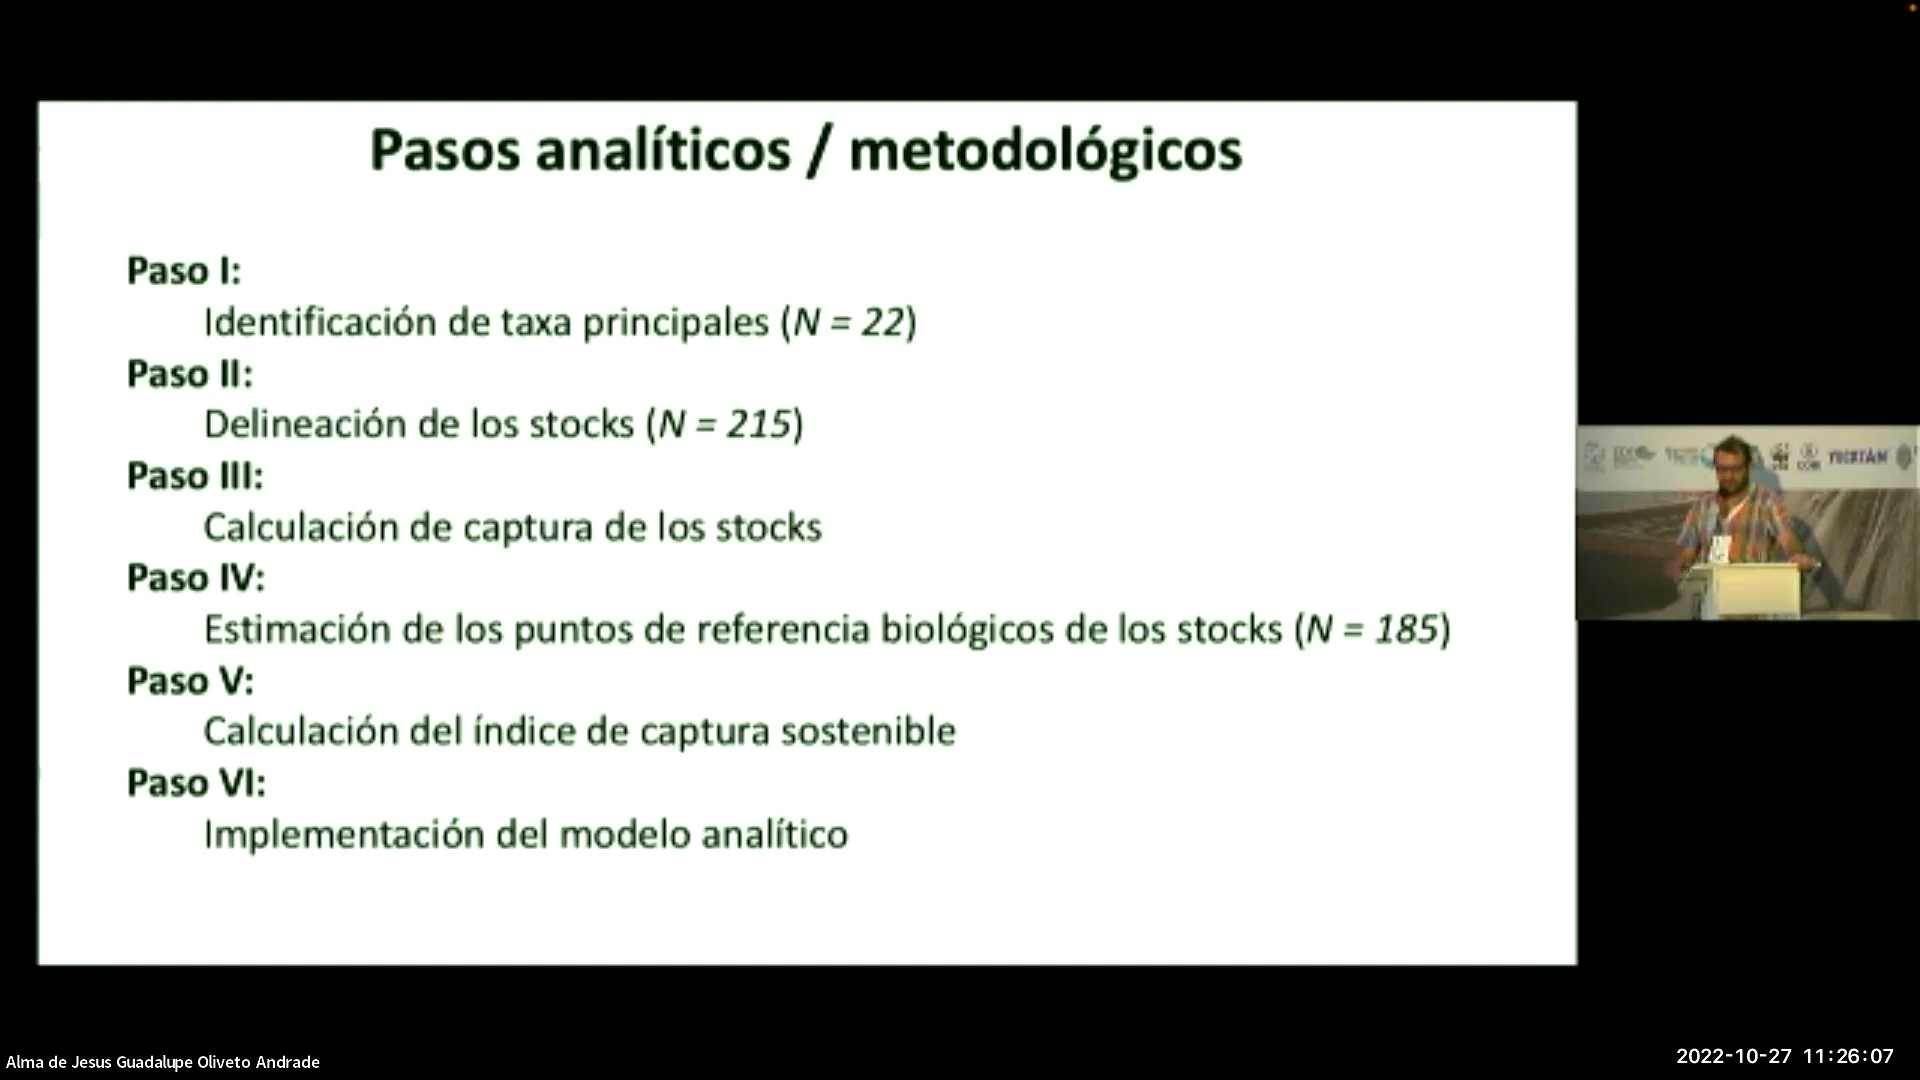 Pasos analíticos / metodológicos
Paso I:
Identificación de taxa principales (N = 22)
Paso II:
Delineación de los stocks (N = 215)
Paso III:
Calculación de captura de los stocks
Paso IV:
Estimación de los puntos de referencia biológicos de los stocks (N = 185)
Paso V:
Calculación del índice de captura sostenible
Paso VI:
Implementación del modelo analítico
YUCATÁN
Alma de Jesus Guadalupe Oliveto Andrade
2022-10-27 11:26:07